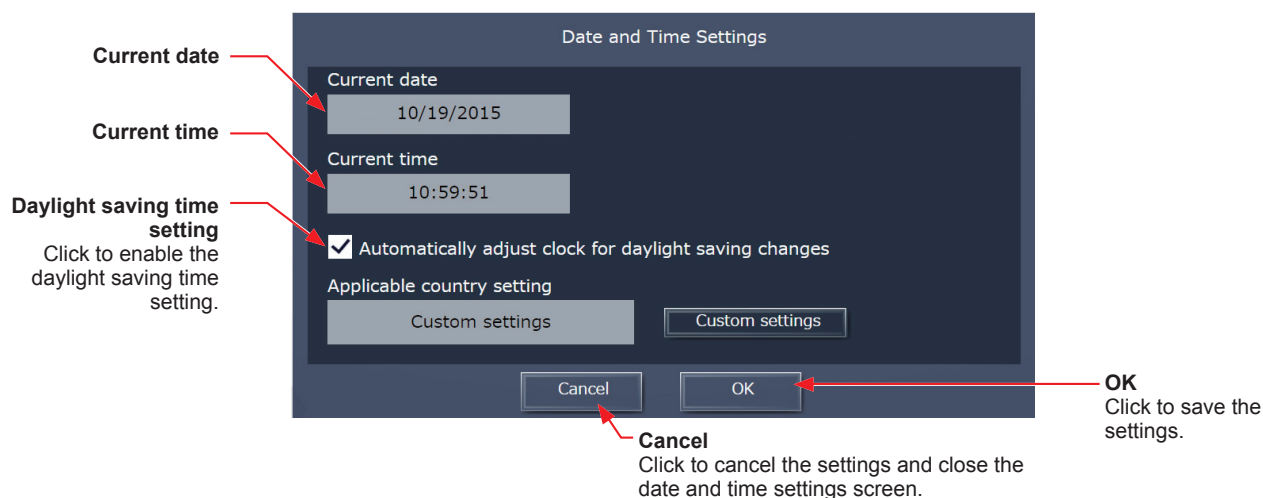 Date and Time Settings
Current date
Current date
10/19/2015
Current time
Current time
10:59:51
Daylight saving time
setting
Click to enable the
daylight saving time
setting.
Automatically adjust clock for daylight saving changes
Applicable country setting
Custom settings
Custom settings
Cancel
OK
OK
Click to save the
settings.
Cancel
Click to cancel the settings and close the
date and time settings screen.